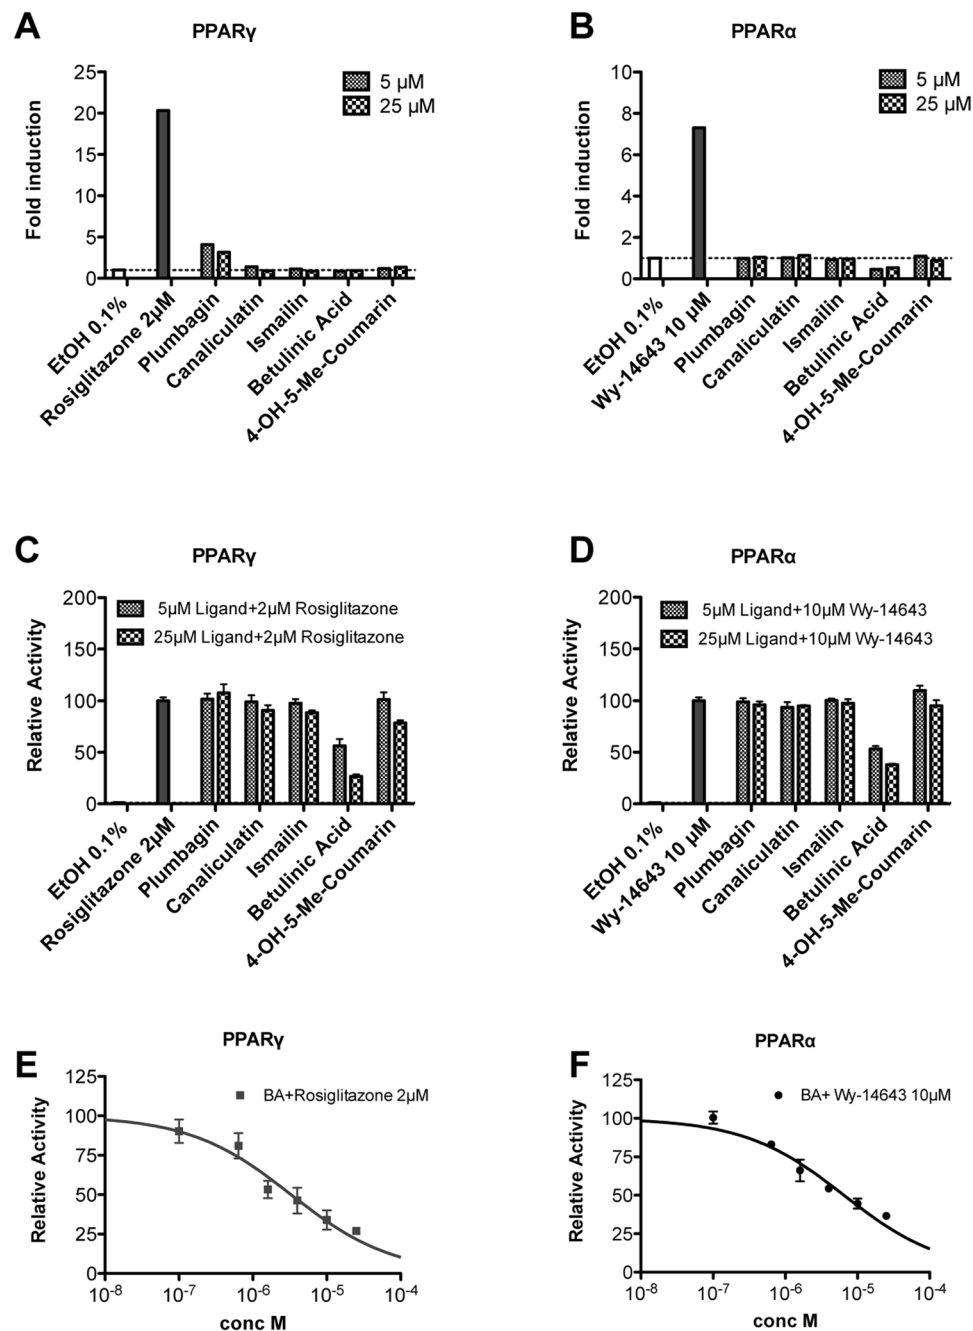 A
PPARγ
Fold induction
25
20
15
10
5
0
5 µM
25 µM
EtOH 0.1%
Rosiglitazone 2µM
Plumbagin
Canaliculatin
Ismailin
Betulinic Acid
4-OH-5-Me-Coumarin
B
PPARα
Fold induction
10
8
6
4
2
0
5 µM
25 µM
EtOH 0.1%
Wy-14643 10 µM
Plumbagin
Canaliculatin
Ismailin
Betulinic Acid
4-OH-5-Me-Coumarin
C
PPARγ
Relative Activity
200
150
100
50
0
5µM Ligand+2µM Rosiglitazone
25µM Ligand+2µM Rosiglitazone
EtOH 0.1%
Rosiglitazone 2µM
Plumbagin
Canaliculatin
Ismailin
Betulinic Acid
4-OH-5-Me-Coumarin
D
PPARα
Relative Activity
200
150
100
50
0
5µM Ligand+10µM Wy-14643
25µM Ligand+10µM Wy-14643
EtOH 0.1%
Wy-14643 10 µM
Plumbagin
Canaliculatin
Ismailin
Betulinic Acid
4-OH-5-Me-Coumarin
E
PPARγ
Relative Activity
125
100
75
50
25
0
BA+Rosiglitazone 2µM
10-8 10-7 10-6 10-5 10-4
conc M
F
PPARα
Relative Activity
125
100
75
50
25
0
BA+ Wy-14643 10µM
10-8 10-7 10-6 10-5 10-4
conc M